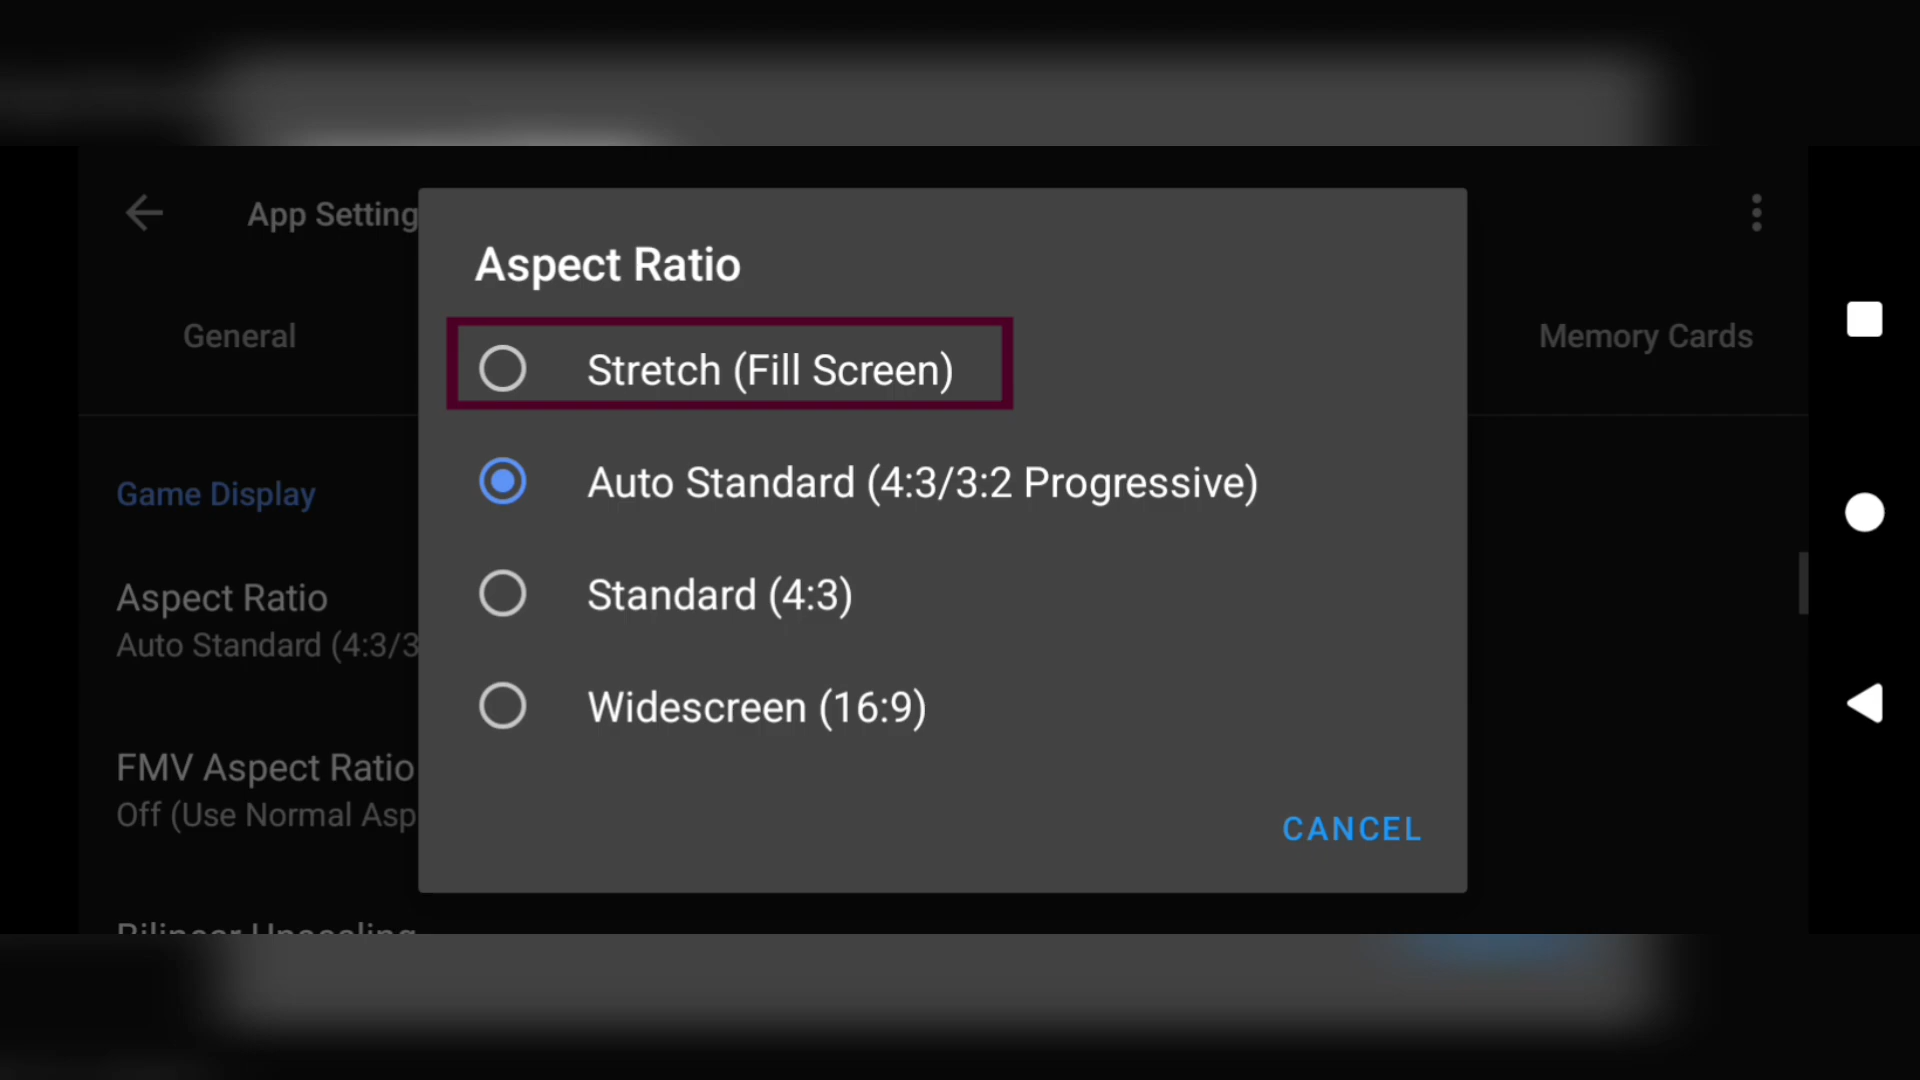 App Setting
Aspect Ratio
General
Memory Cards
Stretch (Fill Screen)
Auto Standard (4:3/3:2 Progressive)
Game Display
Standard (4:3)
Aspect Ratio
Auto Standard (4:3/3
Widescreen (16:9)
FMV Aspect Ratio
Off (Use Normal Asp
CANCEL
Bilinear Upscaling